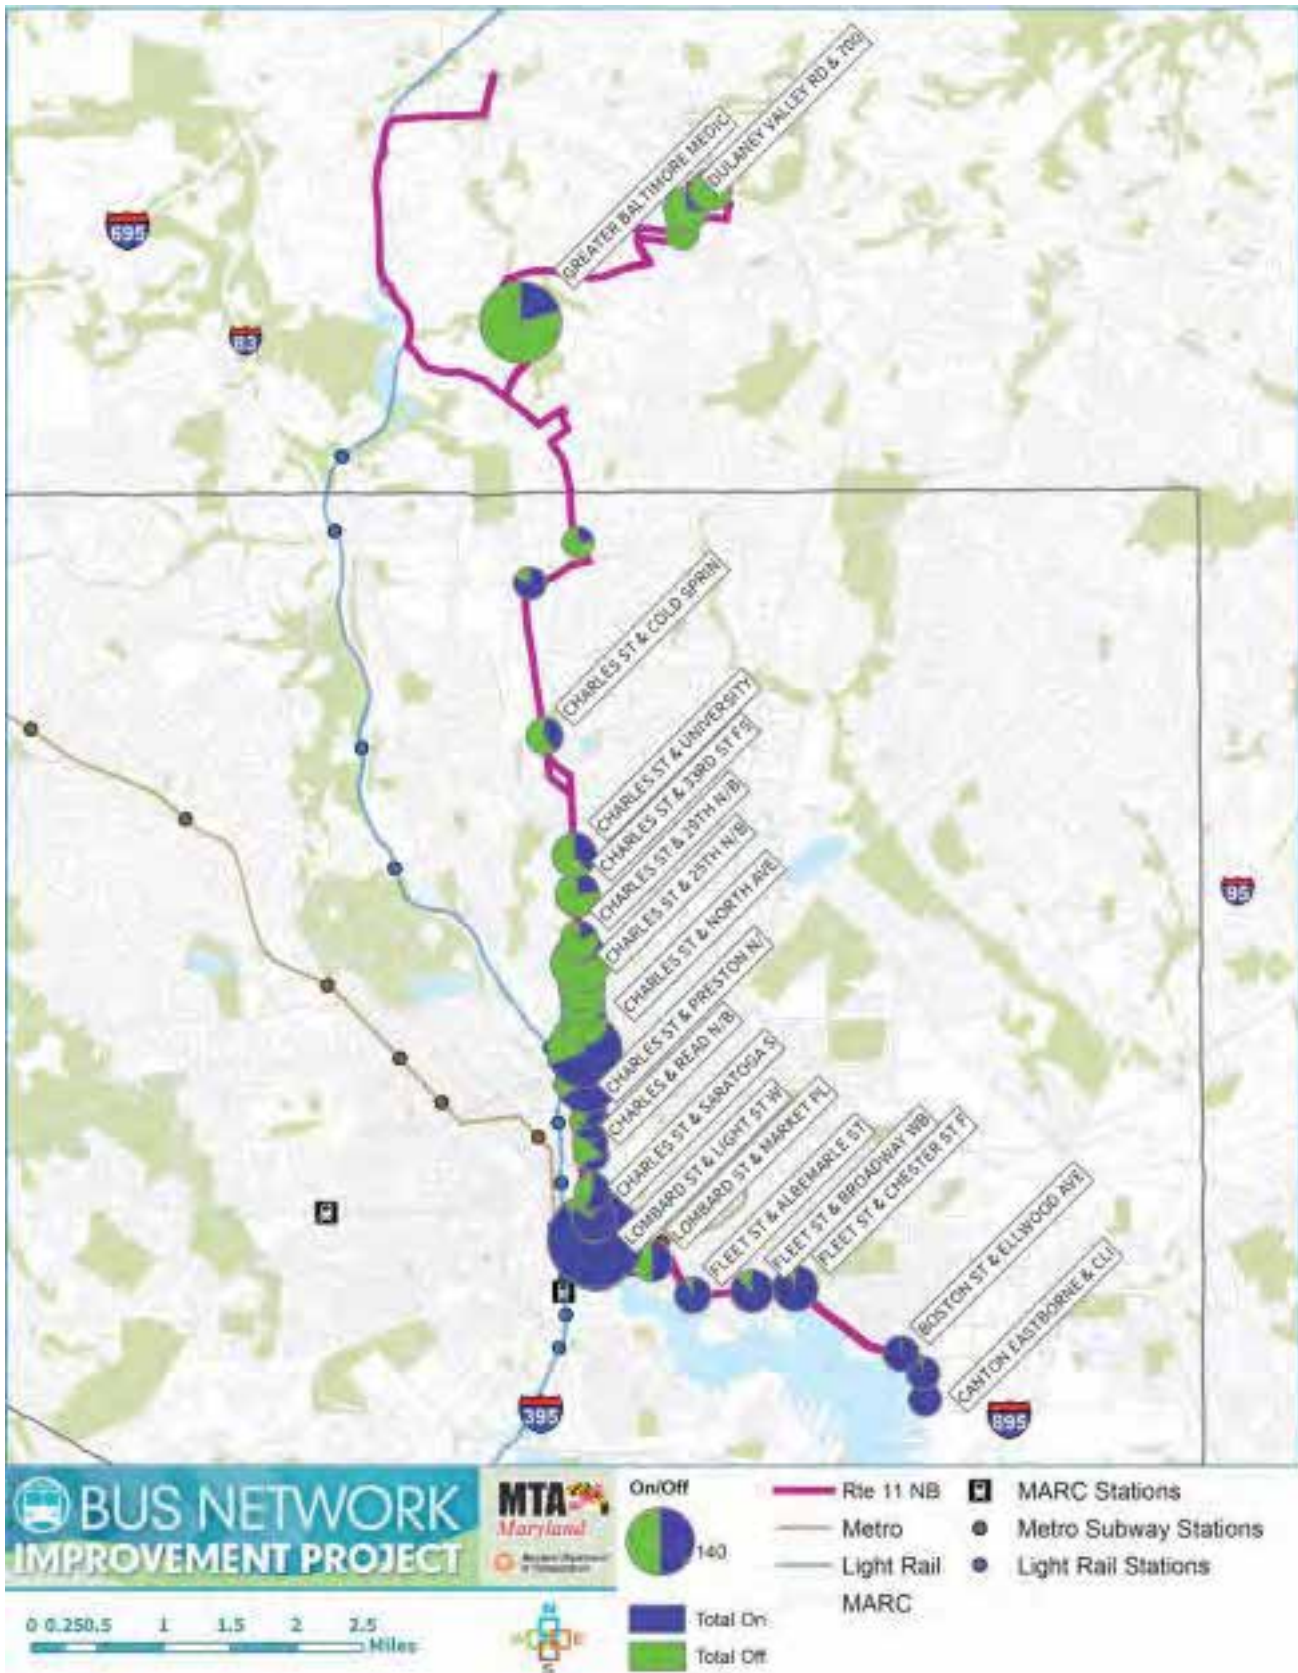 DULANEY VALLEY RD & 700
GREATER BALTIMORE MEDIC
695
83
CHARLES ST & COLD SPRIN
CHARLES ST & UNIVERSITY
CHARLES ST & 33RD ST FS
CHARLES ST & 29TH N/B
CHARLES ST & 25TH N/B
CHARLES ST & NORTH AVE
95
CHARLES ST & PRESTON N/
CHARLES & READ N/B
CHARLES ST & SARATOGA S
LOMBARD ST & LIGHT ST W
LOMBARD ST & MARKET PL
FLEET ST & ALBEMARLE ST
FLEET ST & BROADWAY WB
FLEET ST & CHESTER ST F
BOSTON ST & ELLWOOD AVE
CANTON EASTBORNE & CLI
395
895
BUS NETWORK
IMPROVEMENT PROJECT
MTA
Maryland
On/Off
140
Total On
Total Off
Rte 11 NB
Metro
Light Rail
MARC
MARC Stations
Metro Subway Stations
Light Rail Stations
0 0.25 0.5 1 1.5 2 2.5
Miles
N
E
S